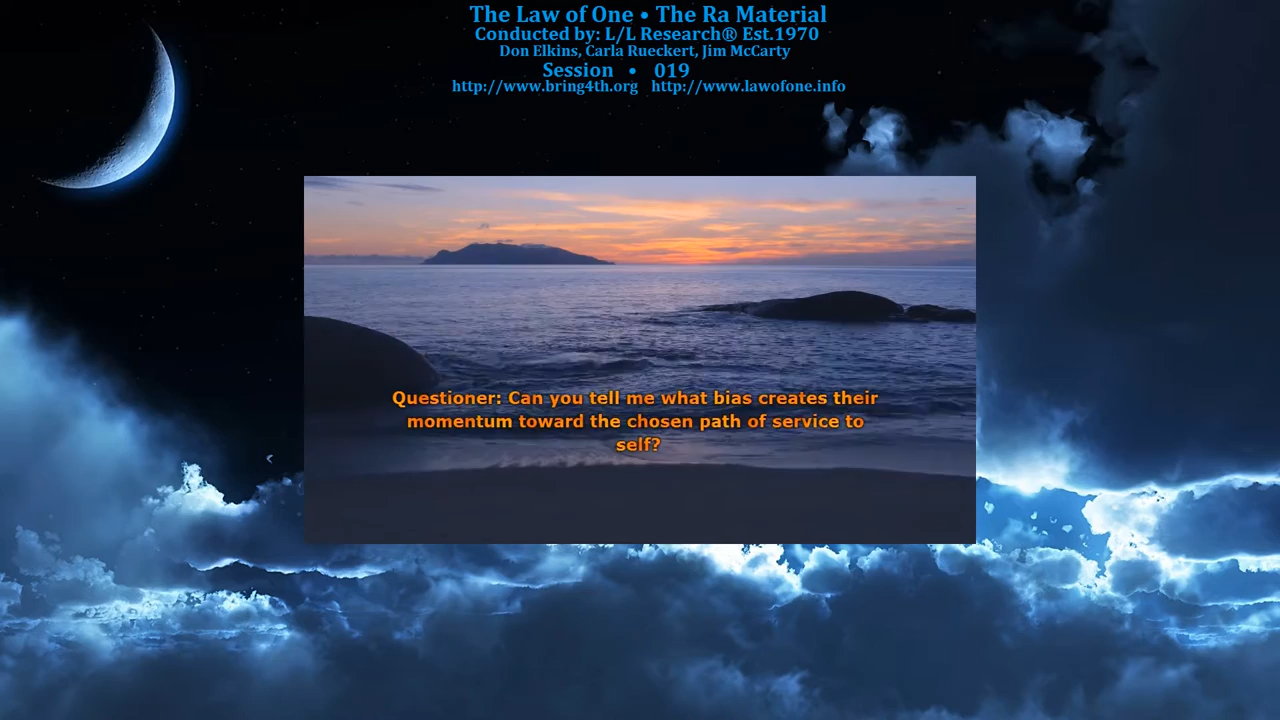 The Law of One • The Ra Material
Conducted by: L/L Research® Est.1970
Don Elkins, Carla Rueckert, Jim McCarty
Session • 019
http://www.bring4th.org http://www.lawofone.info
Questioner: Can you tell me what bias creates their
momentum toward the chosen path of service to
self?